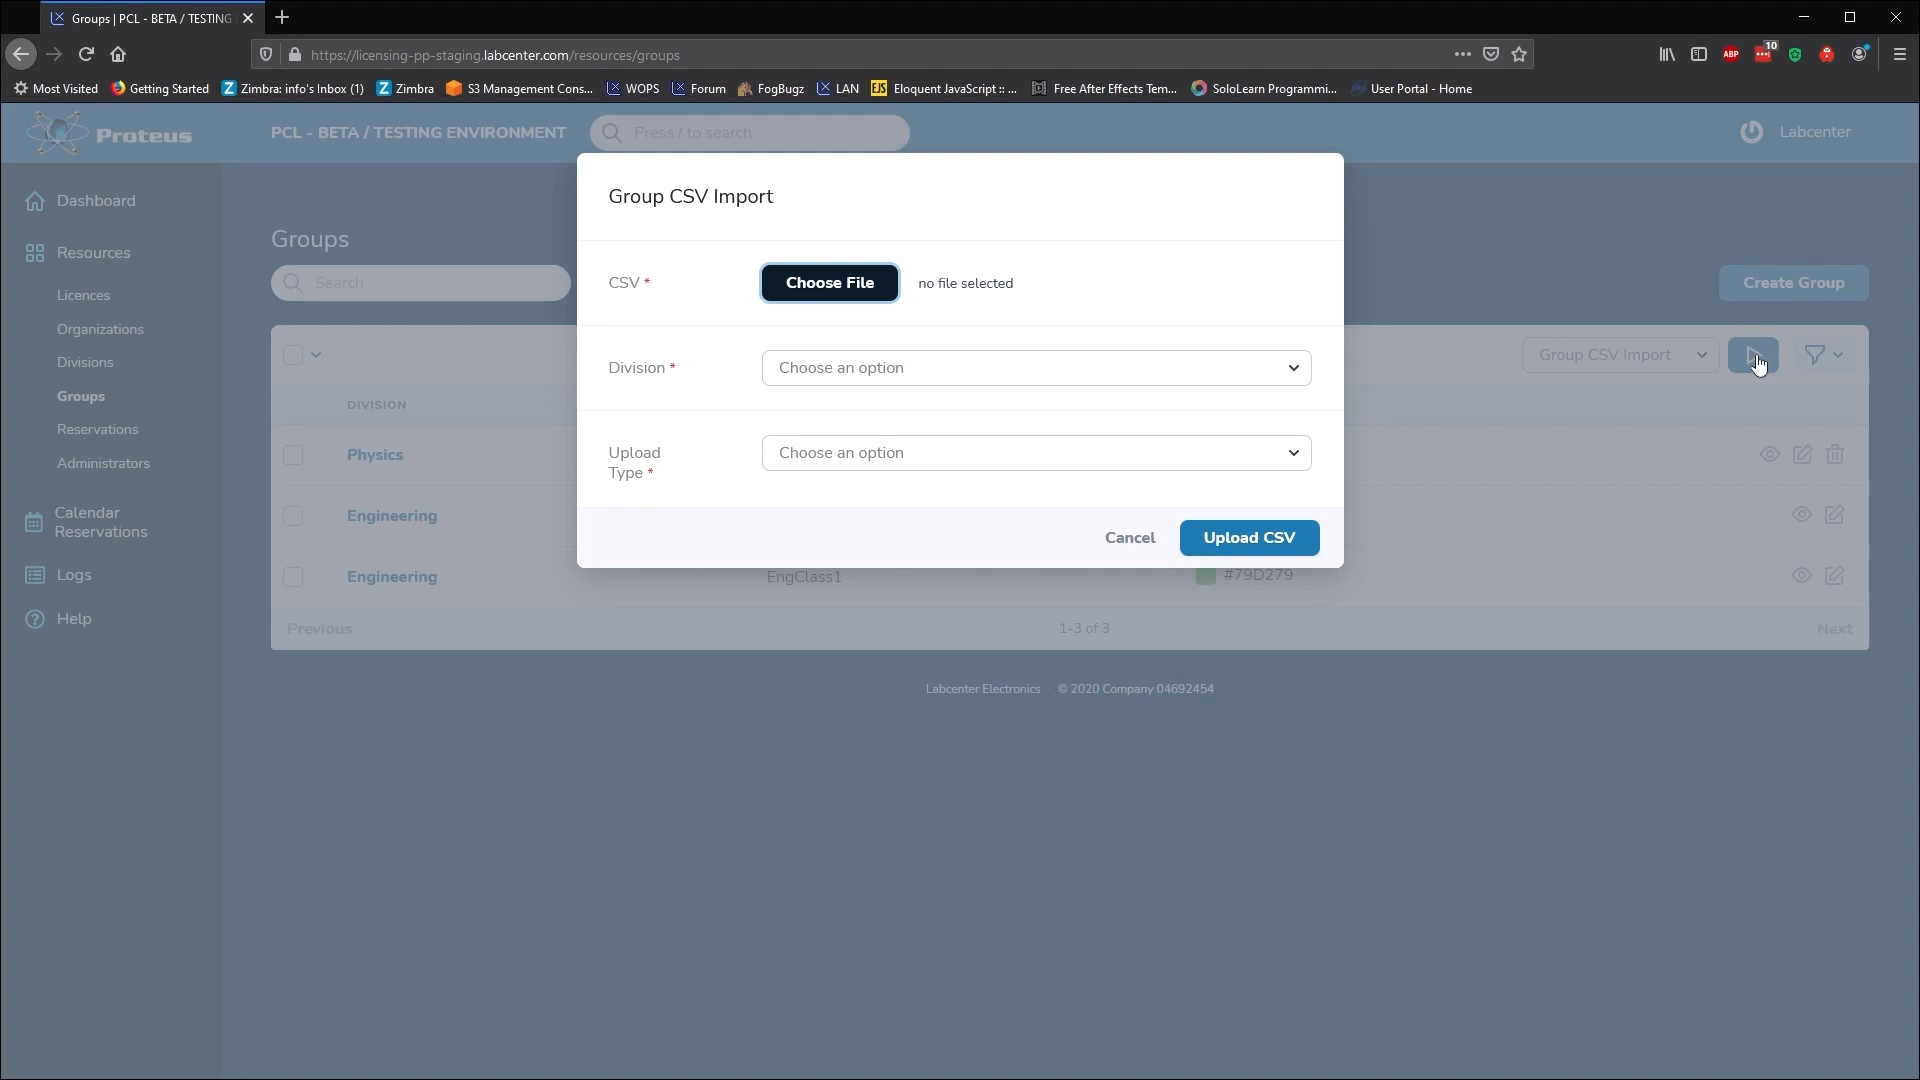 Groups | PCL - BETA / TESTING
https://licensing-pp-staging.labcenter.com/resources/groups
ABP
10
Most Visited
Getting Started
Zimbra: info's Inbox (1)
Zimbra
S3 Management Cons...
WOPS
Forum
FogBugz
LAN
EJS
Eloquent JavaScript :: ...
Free After Effects Tem...
SoloLearn Programmi...
User Portal - Home
Proteus
PCL - BETA / TESTING ENVIRONMENT
Press / to search
Labcenter
Dashboard
Resources
Licences
Organizations
Divisions
Groups
Reservations
Administrators
Calendar
Reservations
Logs
Help
Groups
Search
Create Group
Group CSV Import
DIVISION
Physics
Engineering
Engineering
EngClass1
#79D279
Previous
1-3 of 3
Next
Labcenter Electronics · © 2020 Company 04692454
Group CSV Import
CSV *
Choose File
no file selected
Division *
Choose an option
Upload
Type *
Choose an option
Cancel
Upload CSV